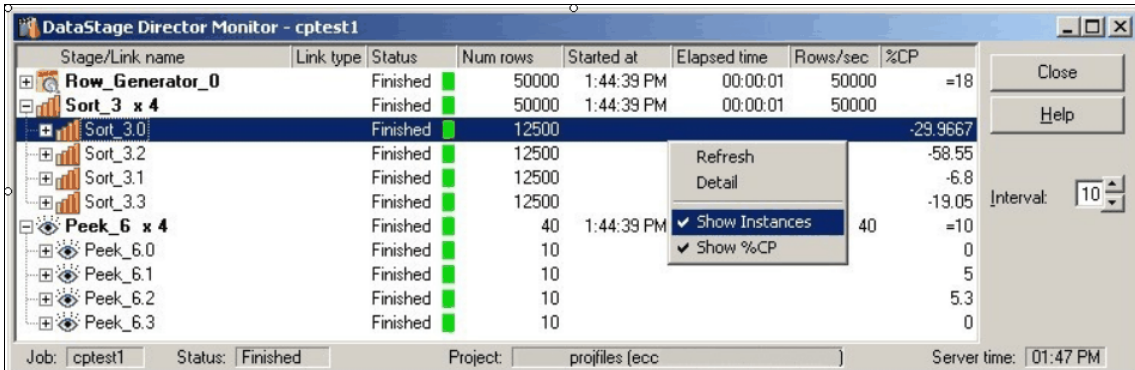 DataStage Director Monitor - cptest1
Stage/Link name Link type Status Num rows Started at Elapsed time Rows/sec %CP
Row_Generator_0 Finished 50000 1:44:39 PM 00:00:01 50000 =18
Sort_3 x 4 Finished 50000 1:44:39 PM 00:00:01 50000
Sort_3.0 Finished 12500 -29.9667
Sort_3.2 Finished 12500 -58.55
Sort_3.1 Finished 12500 -6.8
Sort_3.3 Finished 12500 -19.05
Peek_6 x 4 Finished 40 1:44:39 PM 40 =10
Peek_6.0 Finished 10 0
Peek_6.1 Finished 10 5
Peek_6.2 Finished 10 5.3
Peek_6.3 Finished 10 0
Refresh
Detail
Show Instances
Show %CP
Close
Help
Interval: 10
Job: cptest1 Status: Finished Project: projfiles (ecc ) Server time: 01:47 PM